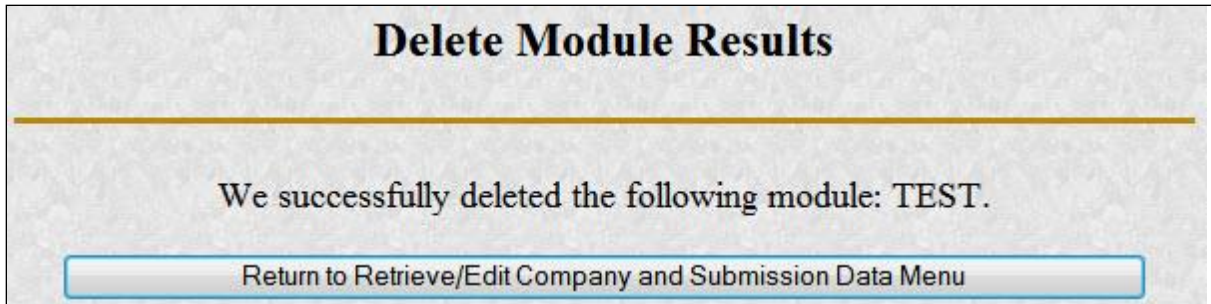 Delete Module Results
We successfully deleted the following module: TEST.
Return to Retrieve/Edit Company and Submission Data Menu